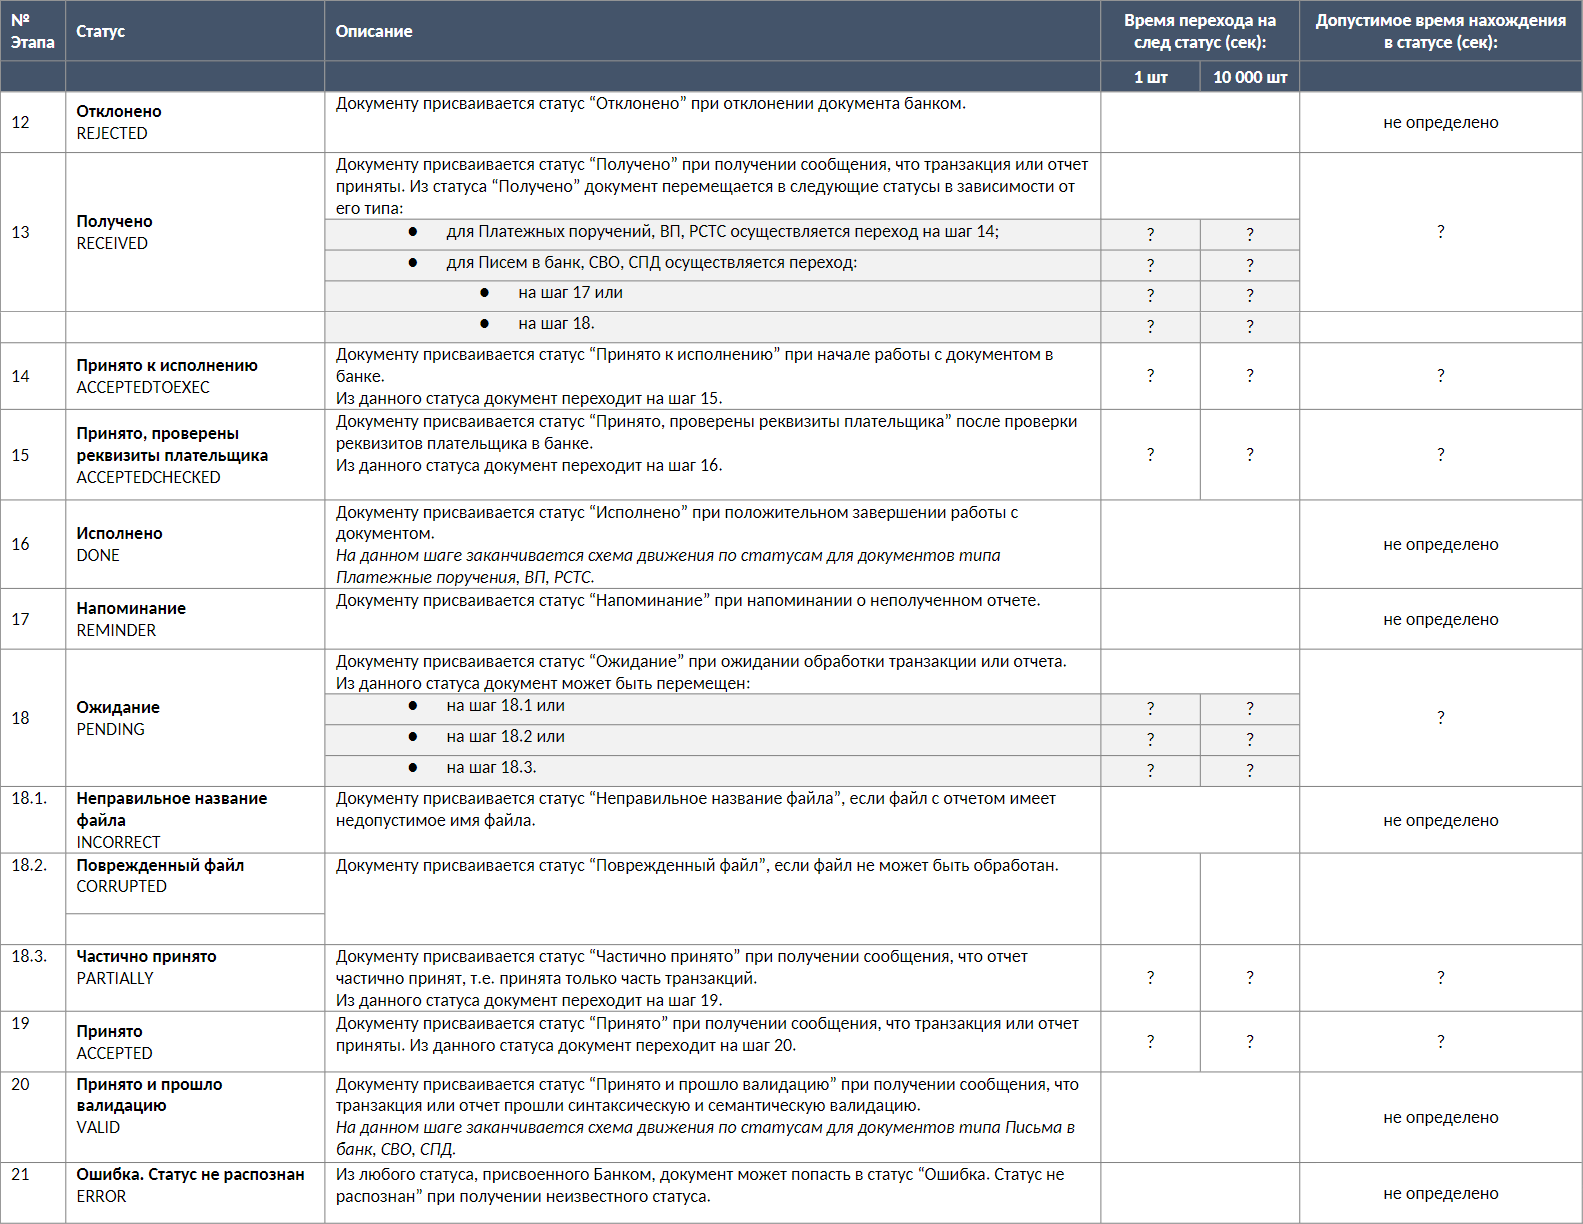 №
Этапа
Статус
Описание
Время перехода на
след статус (сек):
Допустимое время нахождения
в статусе (сек):
1 шт
10 000 шт
12
Отклонено
REJECTED
Документу присваивается статус “Отклонено” при отклонении документа банком.
не определено
13
Получено
RECEIVED
Документу присваивается статус “Получено” при получении сообщения, что транзакция или отчет
приняты. Из статуса “Получено” документ перемещается в следующие статусы в зависимости от
его типа:
● для Платежных поручений, ВП, РСТС осуществляется переход на шаг 14;
? ?
● для Писем в банк, СВО, СПД осуществляется переход:
? ?
● на шаг 17 или
? ?
● на шаг 18.
? ?
?
14
Принято к исполнению
ACCEPTEDTOEXEC
Документу присваивается статус “Принято к исполнению” при начале работы с документом в
банке.
Из данного статуса документ переходит на шаг 15.
? ? ?
15
Принято, проверены
реквизиты плательщика
ACCEPTEDCHECKED
Документу присваивается статус “Принято, проверены реквизиты плательщика” после проверки
реквизитов плательщика в банке.
Из данного статуса документ переходит на шаг 16.
? ? ?
16
Исполнено
DONE
Документу присваивается статус “Исполнено” при положительном завершении работы с
документом.
На данном шаге заканчивается схема движения по статусам для документов типа
Платежные поручения, ВП, РСТС.
не определено
17
Напоминание
REMINDER
Документу присваивается статус “Напоминание” при напоминании о неполученном отчете.
не определено
18
Ожидание
PENDING
Документу присваивается статус “Ожидание” при ожидании обработки транзакции или отчета.
Из данного статуса документ может быть перемещен:
● на шаг 18.1 или
? ?
● на шаг 18.2 или
? ?
● на шаг 18.3.
? ?
?
18.1.
Неправильное название
файла
INCORRECT
Документу присваивается статус “Неправильное название файла”, если файл с отчетом имеет
недопустимое имя файла.
не определено
18.2.
Поврежденный файл
CORRUPTED
Документу присваивается статус “Поврежденный файл”, если файл не может быть обработан.
18.3.
Частично принято
PARTIALLY
Документу присваивается статус “Частично принято” при получении сообщения, что отчет
частично принят, т.е. принята только часть транзакций.
Из данного статуса документ переходит на шаг 19.
? ? ?
19
Принято
ACCEPTED
Документу присваивается статус “Принято” при получении сообщения, что транзакция или отчет
приняты. Из данного статуса документ переходит на шаг 20.
? ? ?
20
Принято и прошло
валидацию
VALID
Документу присваивается статус “Принято и прошло валидацию” при получении сообщения, что
транзакция или отчет прошли синтаксическую и семантическую валидацию.
На данном шаге заканчивается схема движения по статусам для документов типа Письма в
банк, СВО, СПД.
не определено
21
Ошибка. Статус не распознан
ERROR
Из любого статуса, присвоенного Банком, документ может попасть в статус “Ошибка. Статус не
распознан” при получении неизвестного статуса.
не определено